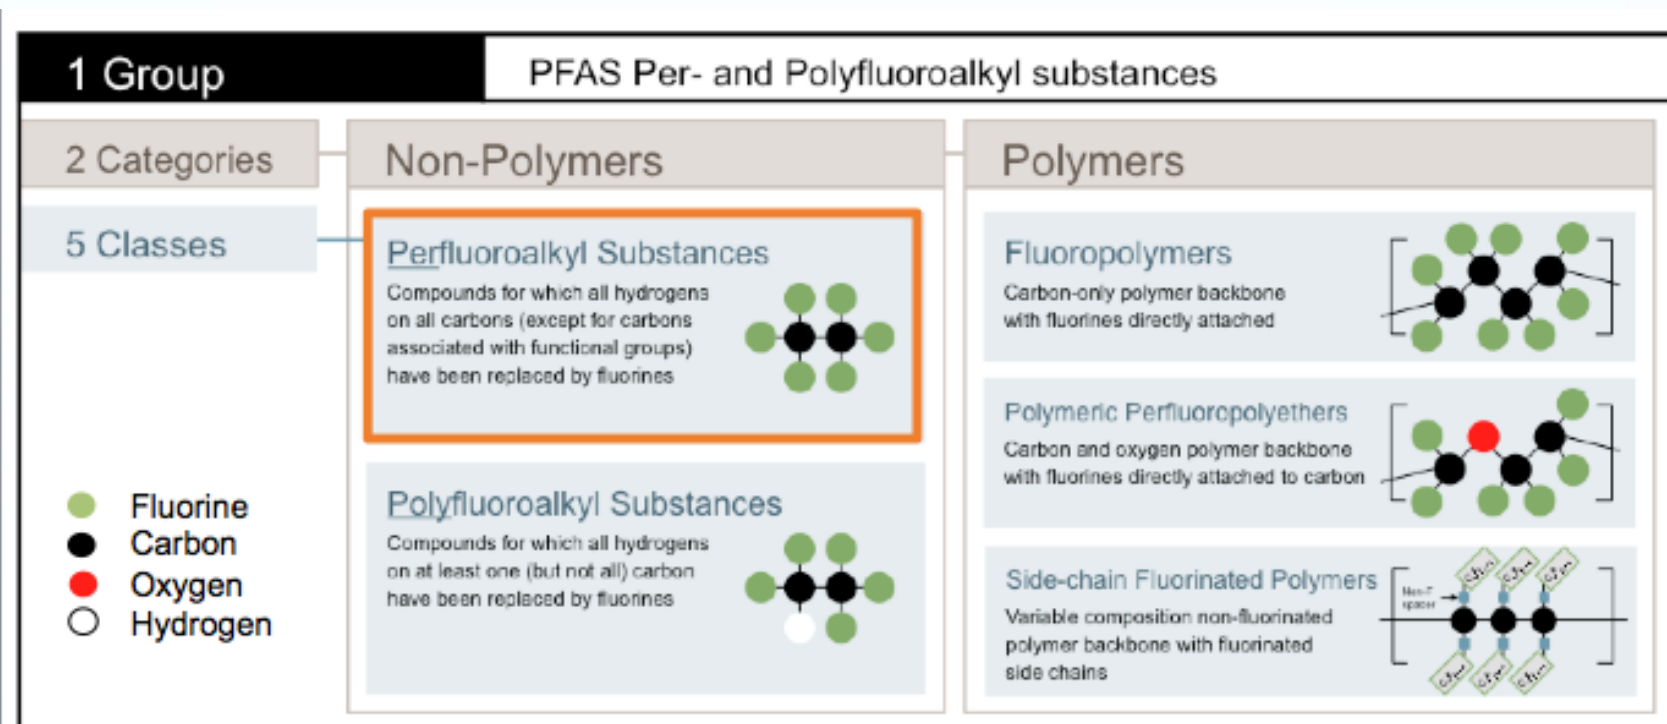 1 Group
PFAS Per- and Polyfluoroalkyl substances
2 Categories
Non-Polymers
Polymers
5 Classes
Perfluoroalkyl Substances
Compounds for which all hydrogens
on all carbons (except for carbons
associated with functional groups)
have been replaced by fluorines
Polyfluoroalkyl Substances
Compounds for which all hydrogens
on at least one (but not all) carbon
have been replaced by fluorines
Fluoropolymers
Carbon-only polymer backbone
with fluorines directly attached
Polymeric Perfluoropolyethers
Carbon and oxygen polymer backbone
with fluorines directly attached to carbon
Side-chain Fluorinated Polymers
Variable composition non-fluorinated
polymer backbone with fluorinated
side chains
Non-F
spacer
Fluorine
Carbon
Oxygen
Hydrogen